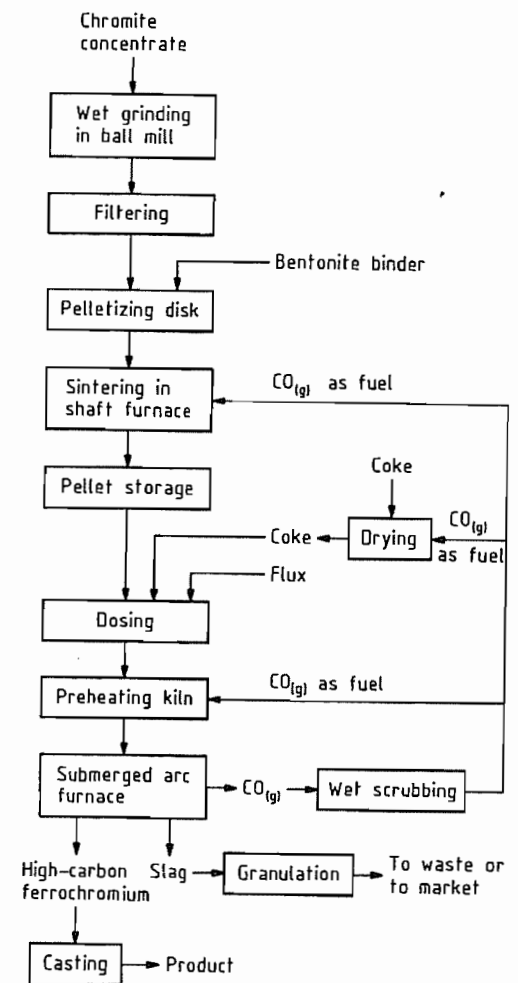 Chromite
concentrate
Wet grinding
in ball mill
Filtering
Bentonite binder
Pelletizing disk
Sintering in
shaft furnace
CO(g) as fuel
Pellet storage
Coke
CO(g)
as fuel
Drying
Coke
Flux
Dosing
CO(g) as fuel
Preheating kiln
Submerged arc
furnace
CO(g)
Wet scrubbing
High-carbon
ferrochromium
Slag
Granulation
To waste or
to market
Casting
Product